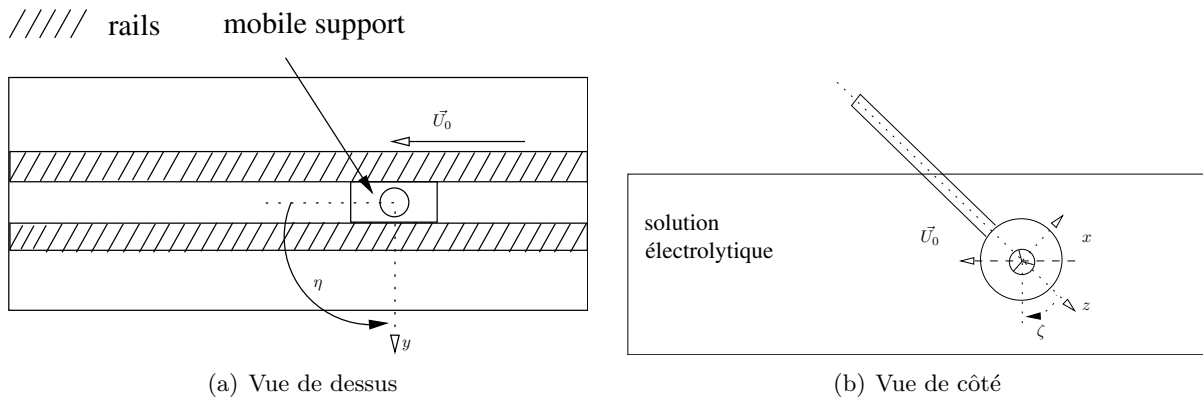 rails
mobile support
U⃗₀
η
y
(a) Vue de dessus
solution
électrolytique
U⃗₀
x
z
ζ
(b) Vue de côté